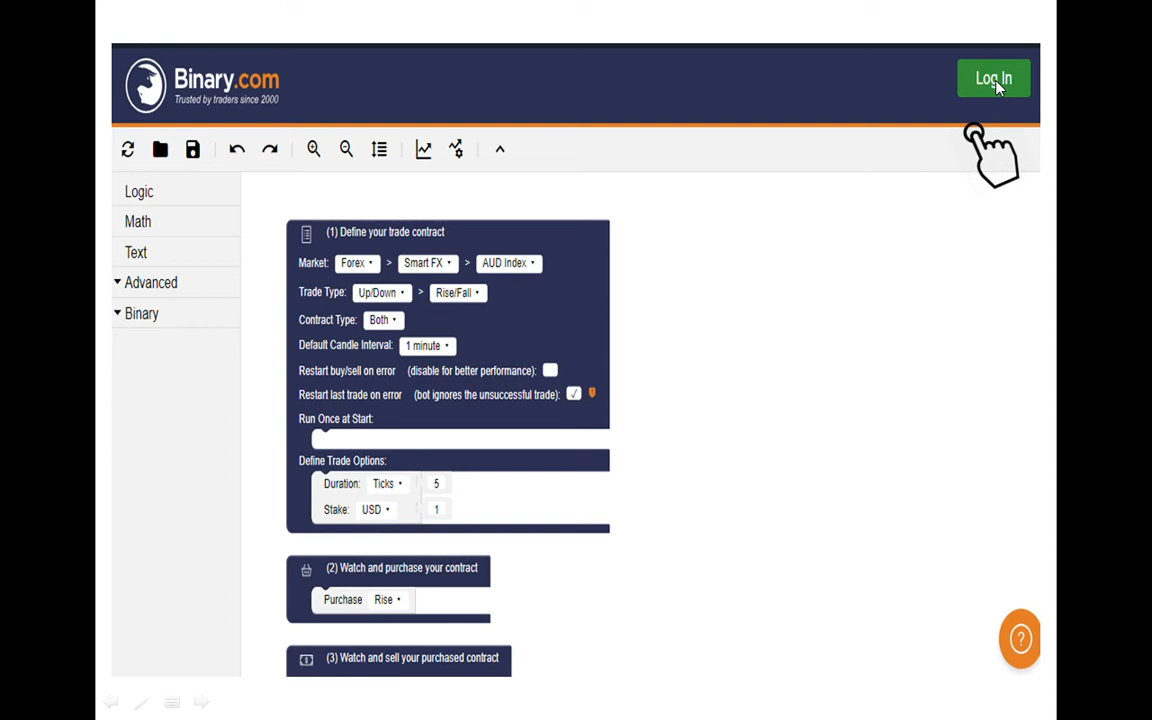 Binary.com
Trusted by traders since 2000
Log In
Logic
Math
Text
Advanced
Binary
(1) Define your trade contract
Market: Forex > Smart FX > AUD Index
Trade Type: Up/Down > Rise/Fall
Contract Type: Both
Default Candle Interval: 1 minute
Restart buy/sell on error (disable for better performance):
Restart last trade on error (bot ignores the unsuccessful trade): ✓
Run Once at Start:
Define Trade Options:
Duration: Ticks 5
Stake: USD 1
(2) Watch and purchase your contract
Purchase Rise
(3) Watch and sell your purchased contract
?